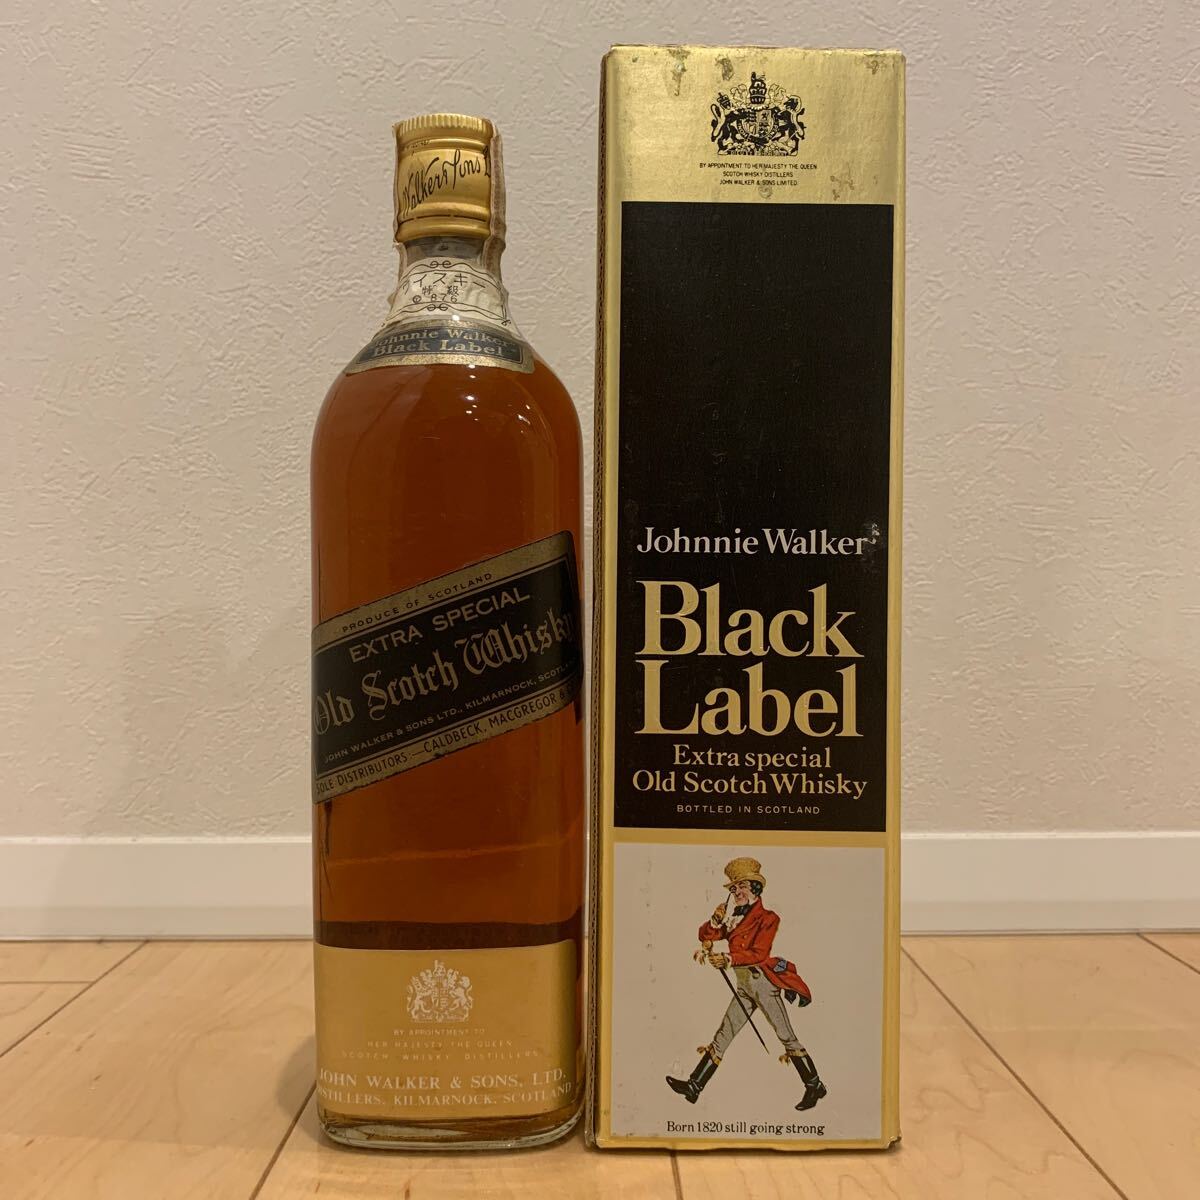 Walker & Sons L
ウイスキー
特級
876
Johnnie Walker
Black Label
PRODUCE OF SCOTLAND
EXTRA SPECIAL
Old Scotch Whisky
JOHN WALKER & SONS LTD., KILMARNOCK, SCOTLAND
SOLE DISTRIBUTORS—CALDBECK, MACGREGOR &
BY APPOINTMENT TO
HER MAJESTY THE QUEEN
SCOTCH WHISKY DISTILLERS
JOHN WALKER & SONS, LTD.
DISTILLERS, KILMARNOCK, SCOTLAND
BY APPOINTMENT TO HER MAJESTY THE QUEEN
SCOTCH WHISKY DISTILLERS
JOHN WALKER & SONS LIMITED
Johnnie Walker
Black
Label
Extra special
Old Scotch Whisky
BOTTLED IN SCOTLAND
Born 1820 still going strong